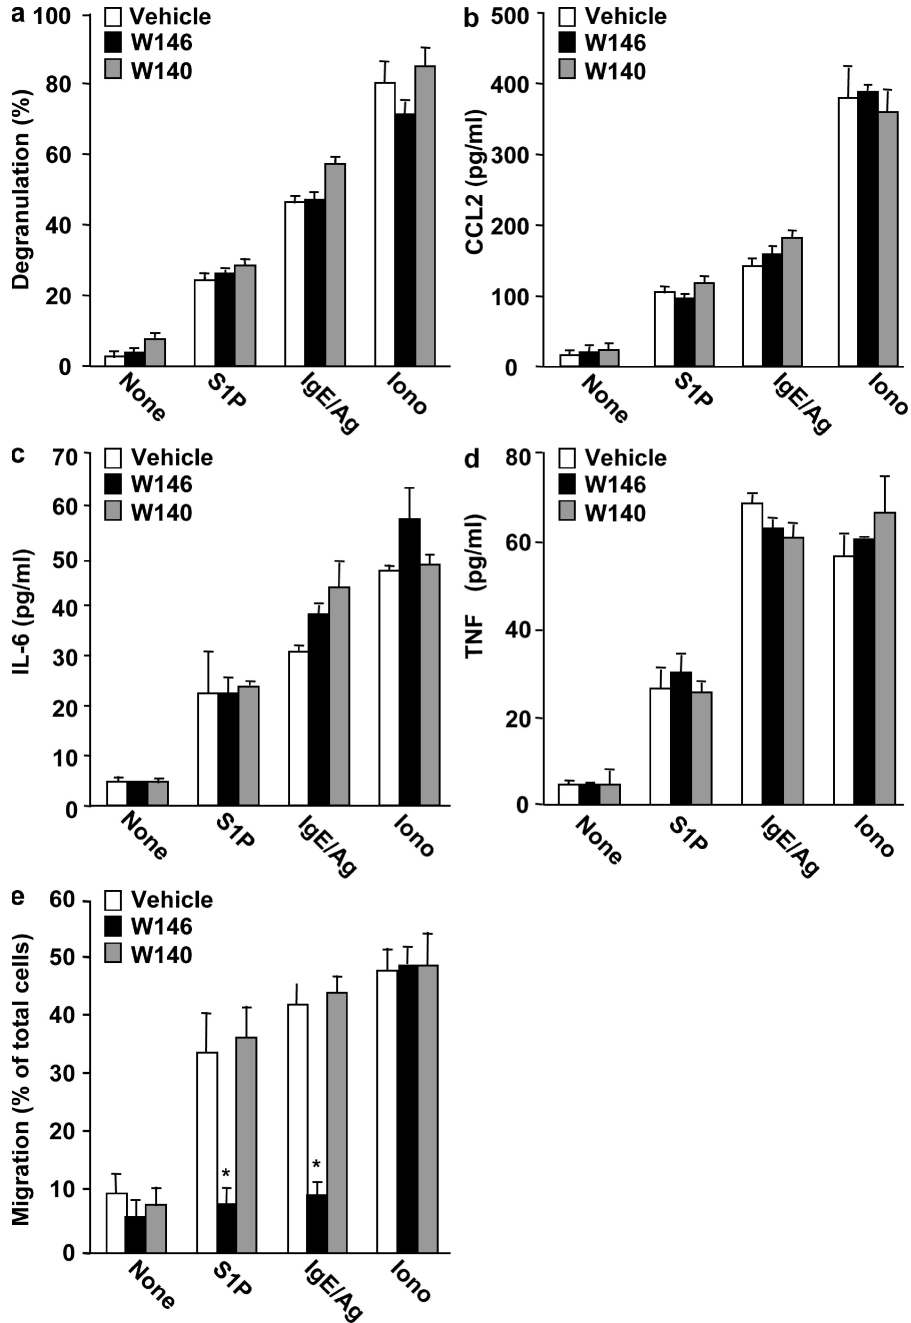 a
100
80
60
40
20
0
Degranulation (%)
Vehicle
W146
W140
None
S1P
IgE/Ag
Iono
b
500
400
300
200
100
0
CCL2 (pg/ml)
Vehicle
W146
W140
None
S1P
IgE/Ag
Iono
c
70
60
50
40
30
20
10
0
IL-6 (pg/ml)
Vehicle
W146
W140
None
S1P
IgE/Ag
Iono
d
80
60
40
20
0
TNF (pg/ml)
Vehicle
W146
W140
None
S1P
IgE/Ag
Iono
e
60
50
40
30
20
10
0
Migration (% of total cells)
Vehicle
W146
W140
*
*
None
S1P
IgE/Ag
Iono